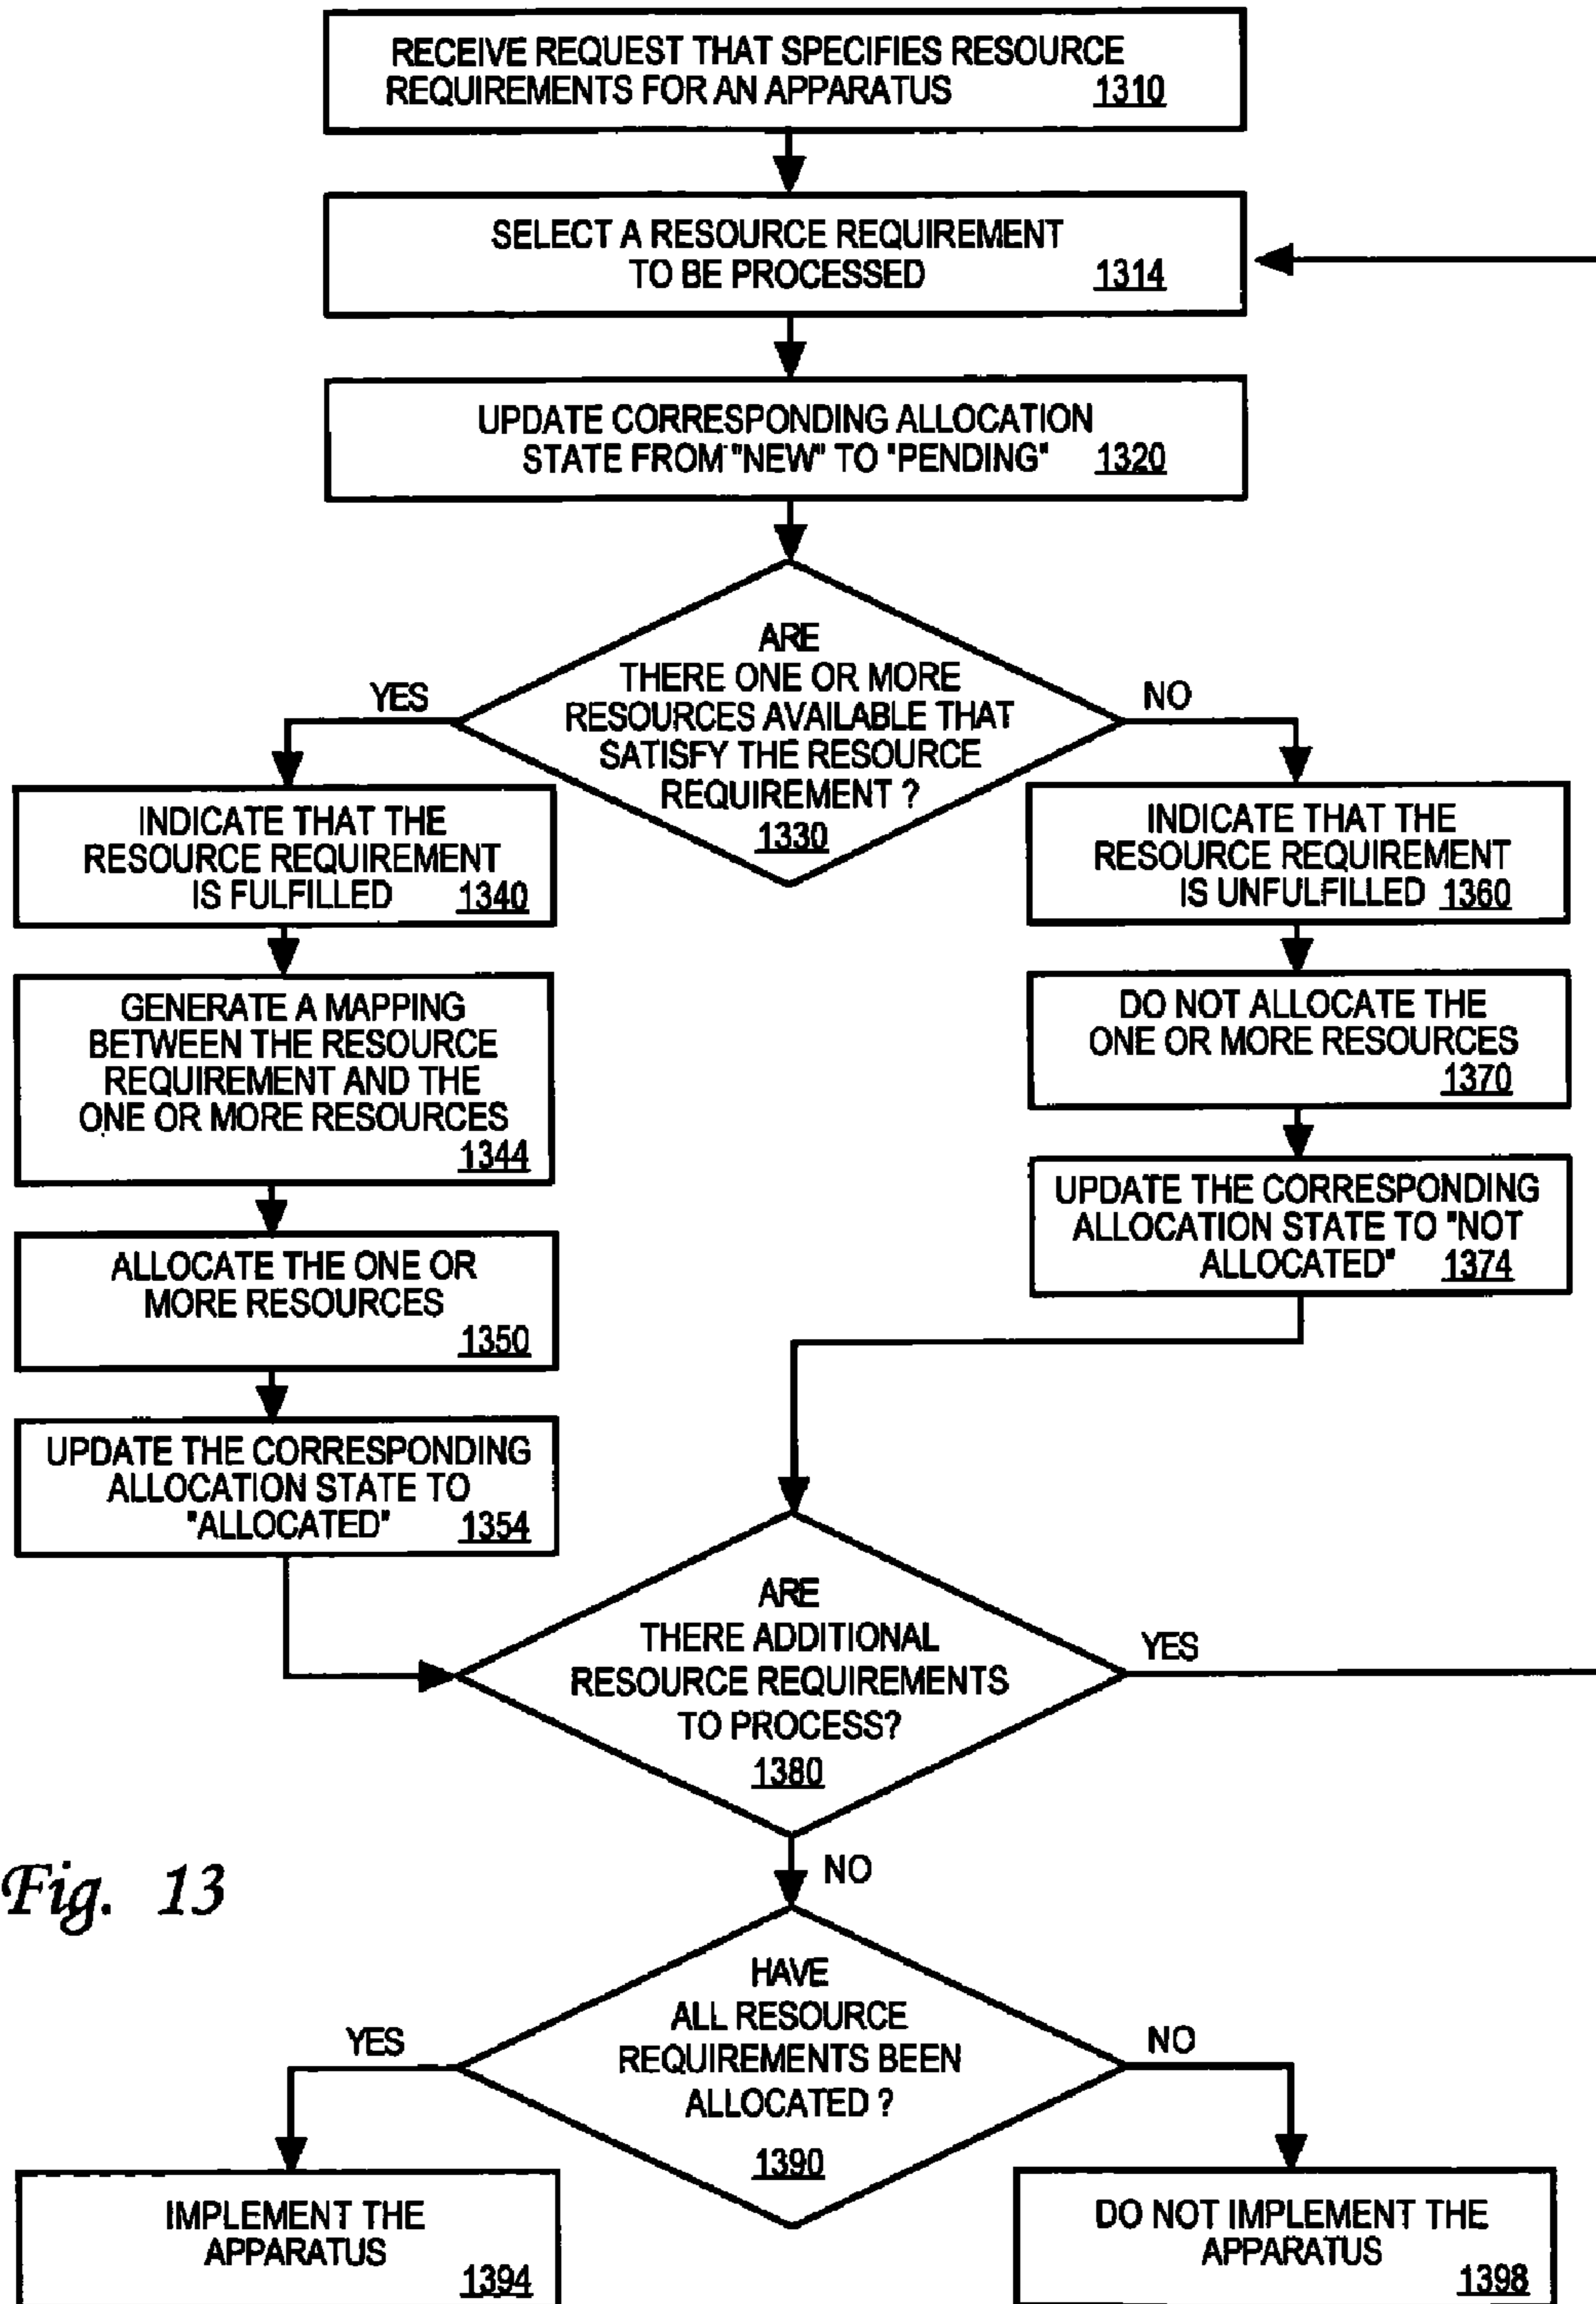 RECEIVE REQUEST THAT SPECIFIES RESOURCE
REQUIREMENTS FOR AN APPARATUS 1310
SELECT A RESOURCE REQUIREMENT
TO BE PROCESSED 1314
UPDATE CORRESPONDING ALLOCATION
STATE FROM "NEW" TO "PENDING" 1320
ARE
THERE ONE OR MORE
RESOURCES AVAILABLE THAT
SATISFY THE RESOURCE
REQUIREMENT ?
1330
YES
NO
INDICATE THAT THE
RESOURCE REQUIREMENT
IS FULFILLED 1340
GENERATE A MAPPING
BETWEEN THE RESOURCE
REQUIREMENT AND THE
ONE OR MORE RESOURCES
1344
ALLOCATE THE ONE OR
MORE RESOURCES
1350
UPDATE THE CORRESPONDING
ALLOCATION STATE TO
"ALLOCATED" 1354
INDICATE THAT THE
RESOURCE REQUIREMENT
IS UNFULFILLED 1360
DO NOT ALLOCATE THE
ONE OR MORE RESOURCES
1370
UPDATE THE CORRESPONDING
ALLOCATION STATE TO "NOT
ALLOCATED" 1374
ARE
THERE ADDITIONAL
RESOURCE REQUIREMENTS
TO PROCESS?
1380
YES
NO
Fig. 13
HAVE
ALL RESOURCE
REQUIREMENTS BEEN
ALLOCATED ?
1390
YES
NO
IMPLEMENT THE
APPARATUS
1394
DO NOT IMPLEMENT THE
APPARATUS
1398